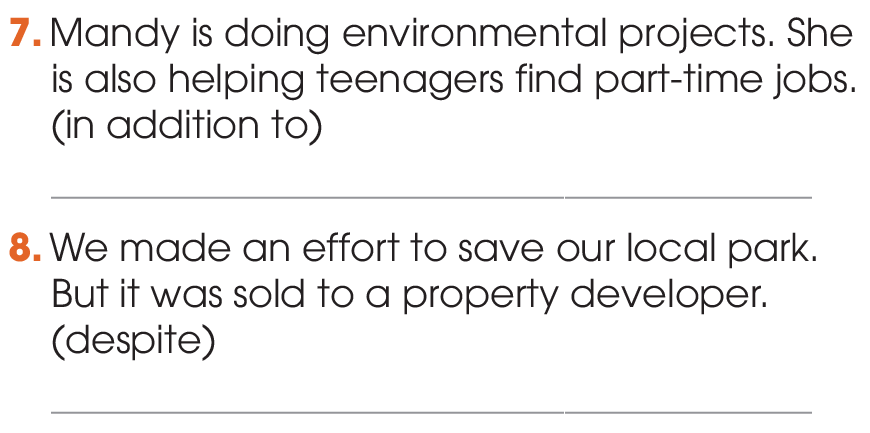 7. Mandy is doing environmental projects. She
is also helping teenagers find part-time jobs.
(in addition to)
8. We made an effort to save our local park.
But it was sold to a property developer.
(despite)